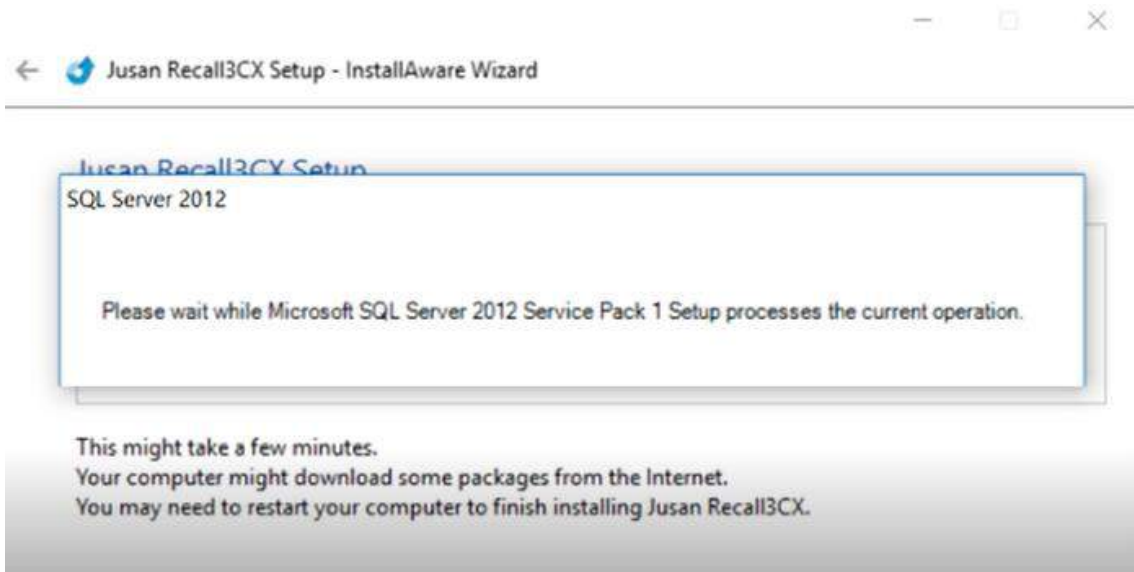 Jusan Recall3CX Setup - InstallAware Wizard
Jusan Recall3CX Setup
SQL Server 2012
Please wait while Microsoft SQL Server 2012 Service Pack 1 Setup processes the current operation.
This might take a few minutes.
Your computer might download some packages from the Internet.
You may need to restart your computer to finish installing Jusan Recall3CX.